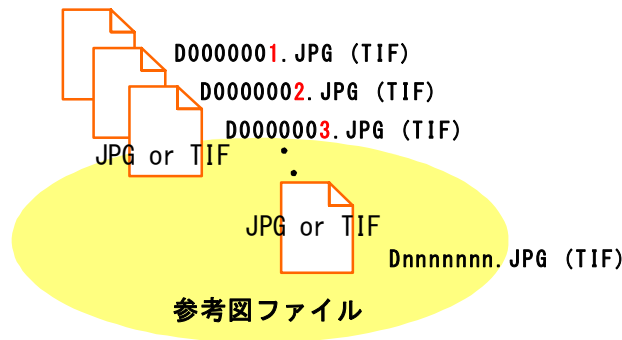 D0000001.JPG (TIF)
D0000002.JPG (TIF)
D0000003.JPG (TIF)
JPG or TIF
JPG or TIF
Dnnnnnnn.JPG (TIF)
参考図ファイル